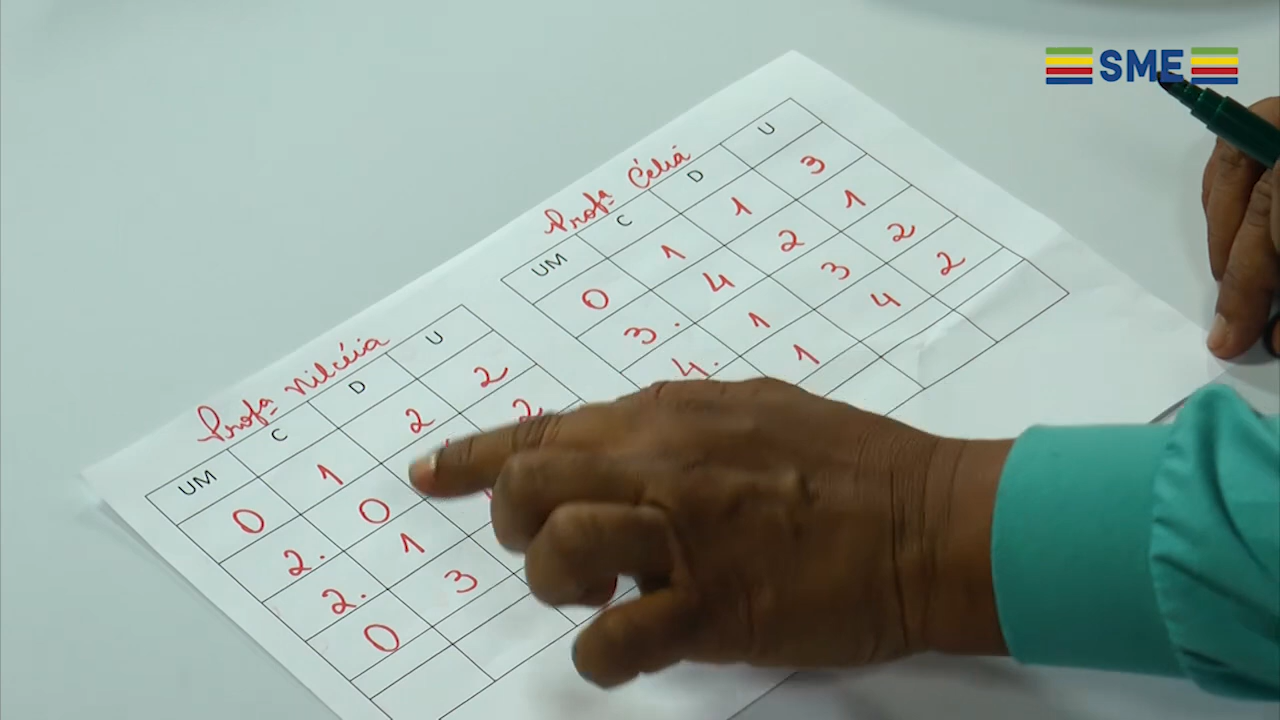 SME
Profª Nilcéia
UM C D U
0 1 2 2
2. 0 2
2. 1
0 3
Profª Célia
UM C D U
0 1 1 3
3. 4 2 1
4. 1 3 2
1 4 2